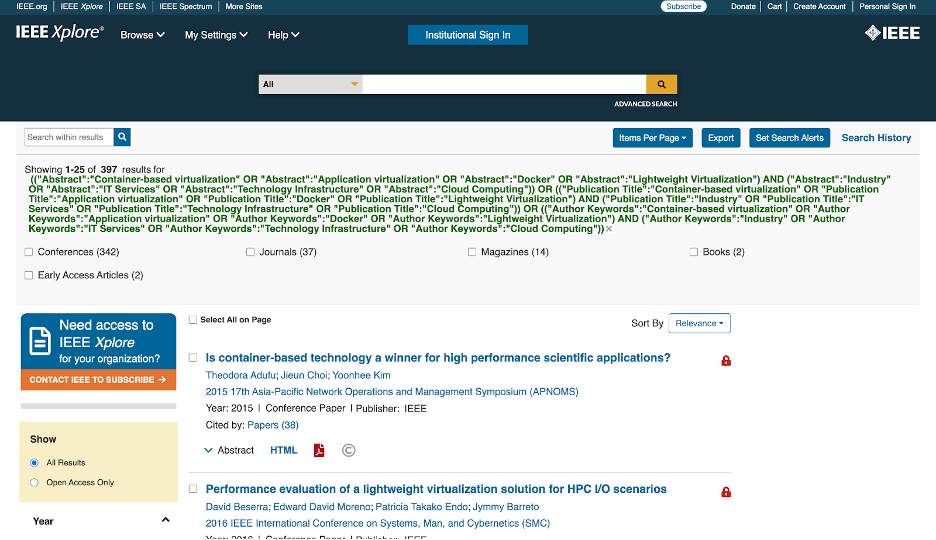 IEEE.org IEEE Xplore IEEE SA IEEE Spectrum More Sites Subscribe Donate Cart Create Account Personal Sign In
IEEE Xplore® Browse My Settings Help Institutional Sign In IEEE
All
ADVANCED SEARCH
Search within results Items Per Page Export Set Search Alerts Search History
Showing 1-25 of 397 results for
(("Abstract":"Container-based virtualization" OR "Abstract":"Application virtualization" OR "Abstract":"Docker" OR "Abstract":"Lightweight Virtualization") AND ("Abstract":"Industry"
OR "Abstract":"IT Services" OR "Abstract":"Technology Infrastructure" OR "Abstract":"Cloud Computing")) OR (("Publication Title":"Container-based virtualization" OR "Publication
Title":"Application virtualization" OR "Publication Title":"Docker" OR "Publication Title":"Lightweight Virtualization") AND ("Publication Title":"Industry" OR "Publication Title":"IT
Services" OR "Publication Title":"Technology Infrastructure" OR "Publication Title":"Cloud Computing")) OR (("Author Keywords":"Container-based virtualization" OR "Author
Keywords":"Application virtualization" OR "Author Keywords":"Docker" OR "Author Keywords":"Lightweight Virtualization") AND ("Author Keywords":"Industry" OR "Author
Keywords":"IT Services" OR "Author Keywords":"Technology Infrastructure" OR "Author Keywords":"Cloud Computing"))×
Conferences (342) Journals (37) Magazines (14) Books (2)
Early Access Articles (2)
Need access to
IEEE Xplore
for your organization?
CONTACT IEEE TO SUBSCRIBE →
Show
All Results
Open Access Only
Year
Select All on Page Sort By Relevance
Is container-based technology a winner for high performance scientific applications?
Theodora Adufu; Jieun Choi; Yoonhee Kim
2015 17th Asia-Pacific Network Operations and Management Symposium (APNOMS)
Year: 2015 | Conference Paper | Publisher: IEEE
Cited by: Papers (38)
Abstract HTML ©
Performance evaluation of a lightweight virtualization solution for HPC I/O scenarios
David Beserra; Edward David Moreno; Patricia Takako Endo; Jymmy Barreto
2016 IEEE International Conference on Systems, Man, and Cybernetics (SMC)
Year: 2016 | Conference Paper | Publisher: IEEE